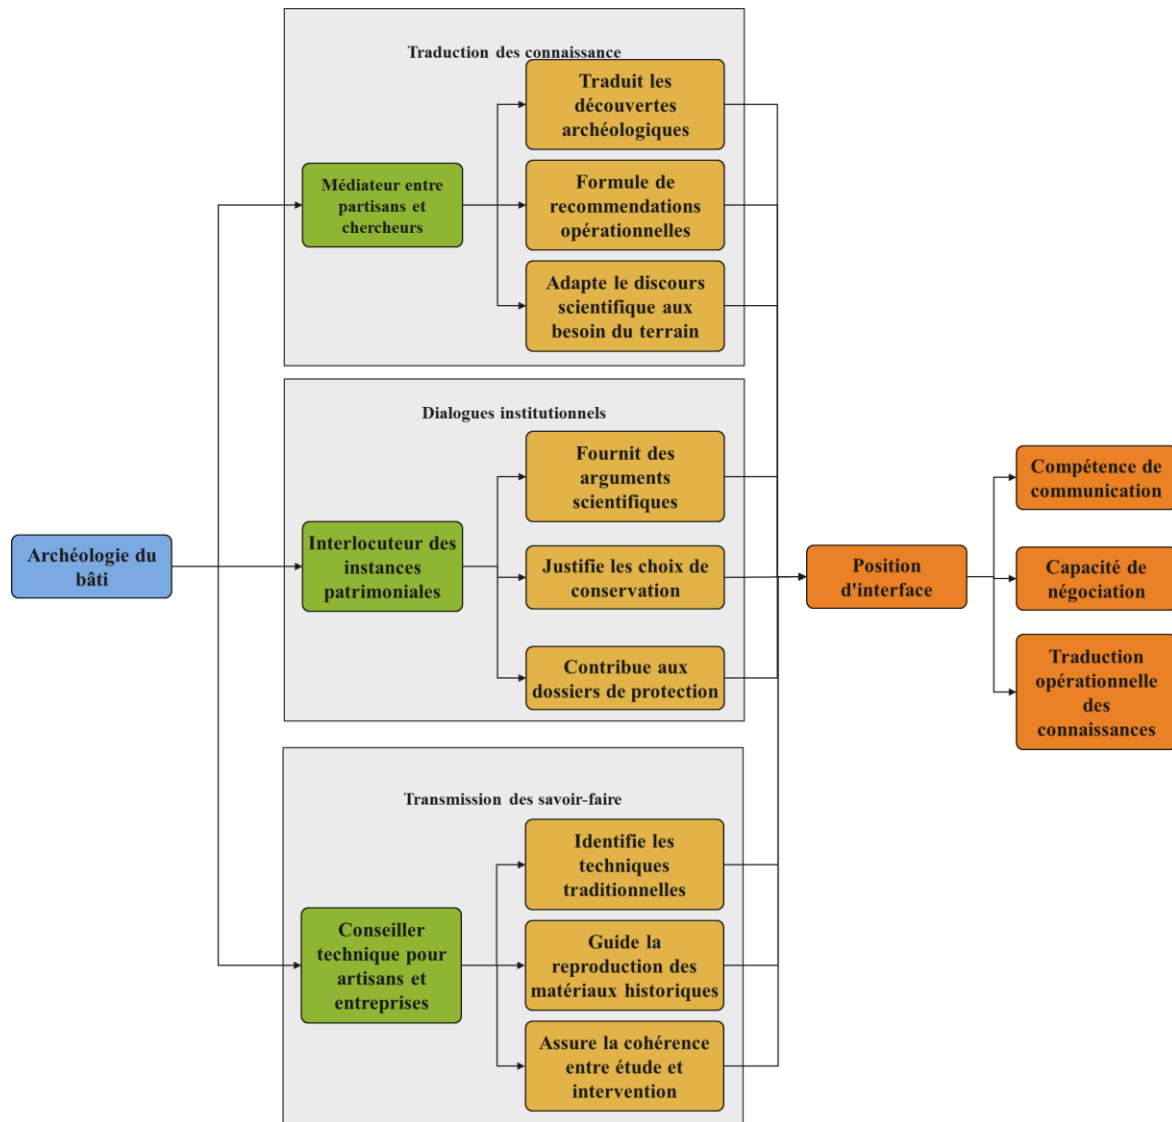 Traduction des connaissance
Traduit les
découvertes
archéologiques
Médiateur entre
partisans et
chercheurs
Formule de
recommendations
opérationnelles
Adapte le discours
scientifique aux
besoin du terrain
Dialogues institutionnels
Fournit des
arguments
scientifiques
Archéologie du
bâti
Interlocuteur des
instances
patrimoniales
Justifie les choix de
conservation
Contribue aux
dossiers de protection
Position
d'interface
Compétence de
communication
Capacité de
négociation
Traduction
opérationnelle
des
connaissances
Transmission des savoir-faire
Identifie les
techniques
traditionnelles
Conseiller
technique pour
artisans et
entreprises
Guide la
reproduction des
matériaux historiques
Assure la cohérence
entre étude et
intervention